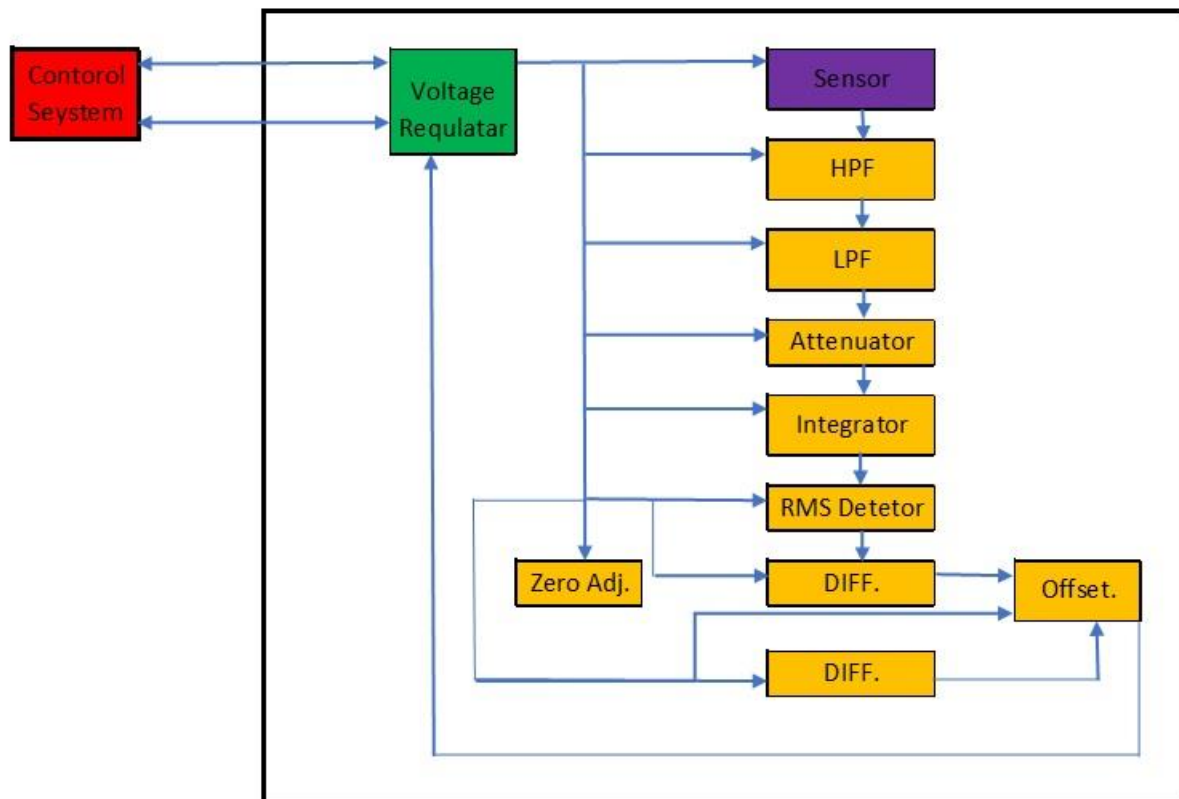 Contorol
Seystem
Voltage
Requlatar
Sensor
HPF
LPF
Attenuator
Integrator
RMS Detetor
Zero Adj.
DIFF.
Offset.
DIFF.